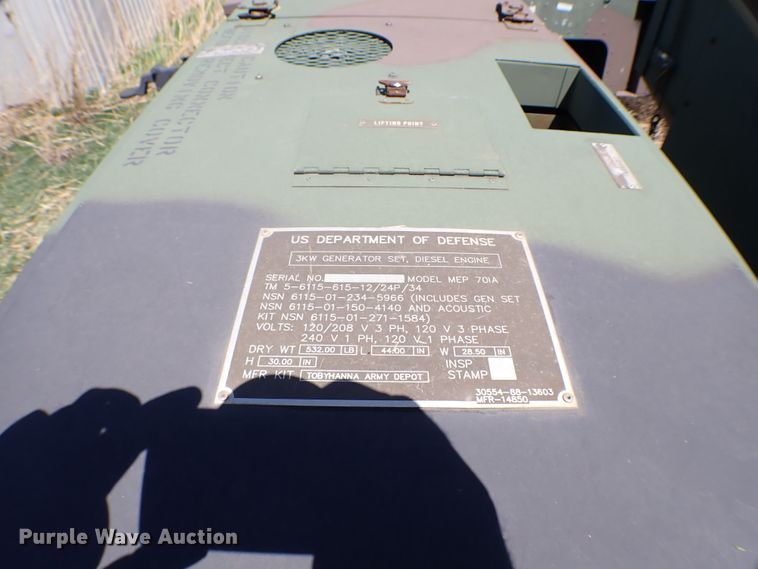 CAUTION
SET CONNECTOR
LIFTING POINT
US DEPARTMENT OF DEFENSE
3KW GENERATOR SET, DIESEL ENGINE
SERIAL NO. MODEL MEP 701A
TM 5-6115-615-12/24P/34
NSN 6115-01-234-5966 (INCLUDES GEN SET
NSN 6115-01-150-4140 AND ACOUSTIC
KIT NSN 6115-01-271-1584)
VOLTS: 120/208 V 3 PH, 120 V 3 PHASE
240 V 1 PH, 120 V 1 PHASE
DRY WT 532.00 LB L 44.00 IN W 28.50 IN
H 30.00 IN INSP
MFR KIT TOBYHANNA ARMY DEPOT STAMP
30554-88-13603
MFR-14850
Purple Wave Auction